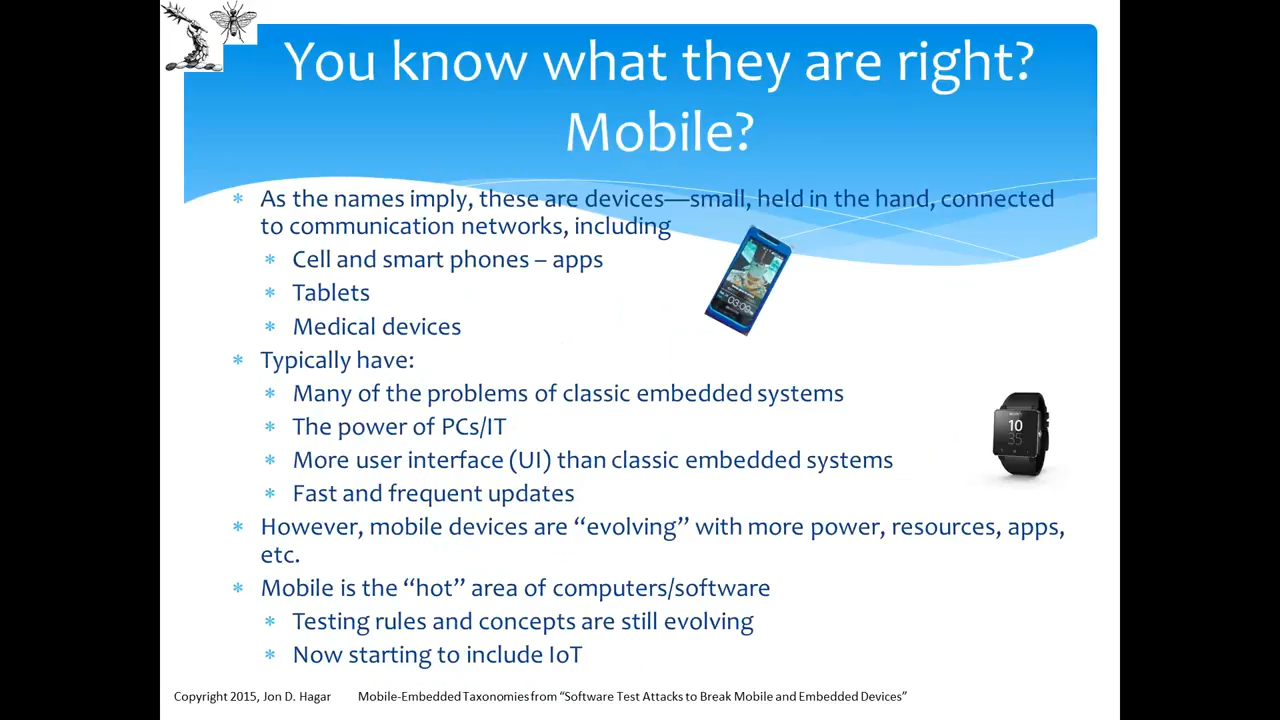 You know what they are right?
Mobile?
* As the names imply, these are devices—small, held in the hand, connected
to communication networks, including
* Cell and smart phones – apps
* Tablets
* Medical devices
* Typically have:
* Many of the problems of classic embedded systems
* The power of PCs/IT
* More user interface (UI) than classic embedded systems
* Fast and frequent updates
* However, mobile devices are “evolving” with more power, resources, apps,
etc.
* Mobile is the “hot” area of computers/software
* Testing rules and concepts are still evolving
* Now starting to include IoT
03:09
10
35
Copyright 2015, Jon D. Hagar Mobile-Embedded Taxonomies from “Software Test Attacks to Break Mobile and Embedded Devices”